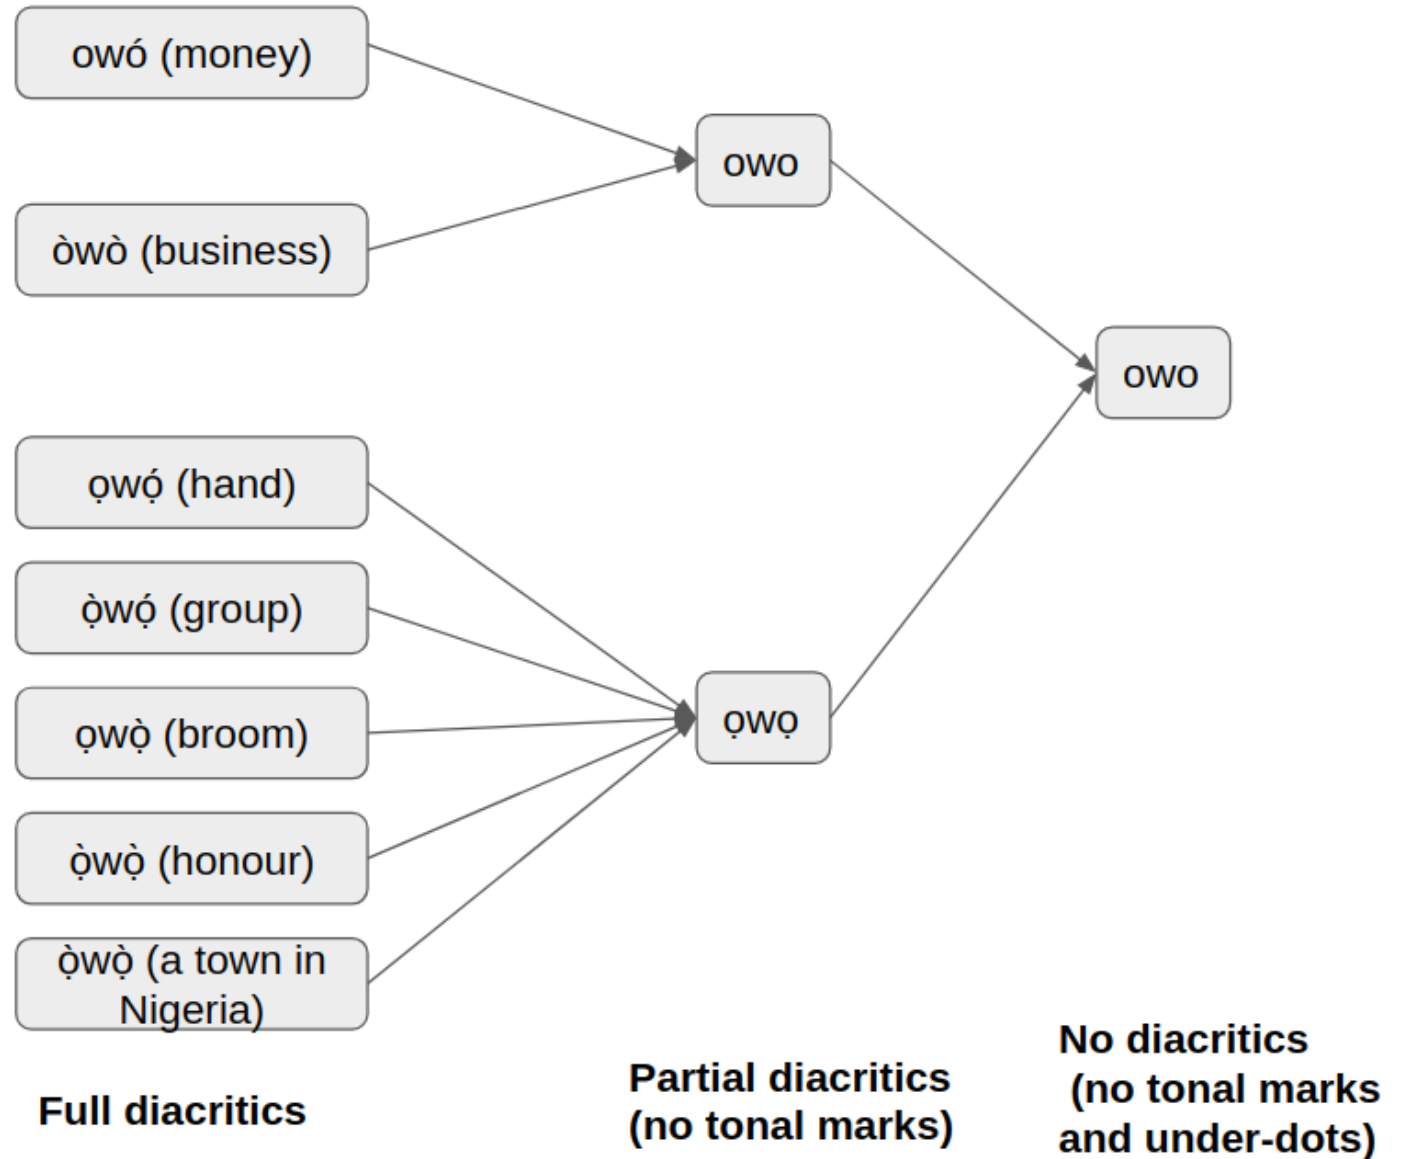 owó (money)
òwò (business)
ọwọ́ (hand)
ọ̀wọ́ (group)
ọwọ̀ (broom)
ọ̀wọ̀ (honour)
ọ̀wọ̀ (a town in
Nigeria)
Full diacritics
owo
ọwọ
Partial diacritics
(no tonal marks)
owo
No diacritics
(no tonal marks
and under-dots)